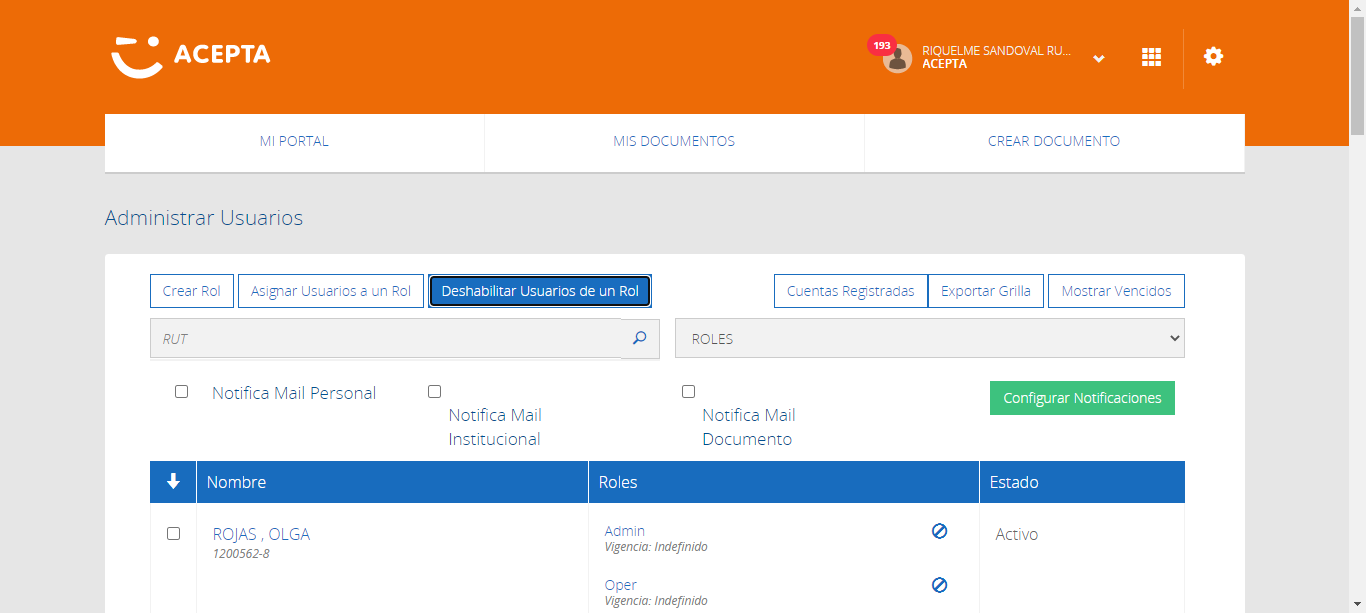 ACEPTA
193
RIQUELME SANDOVAL RU...
ACEPTA
MI PORTAL
MIS DOCUMENTOS
CREAR DOCUMENTO
Administrar Usuarios
Crear Rol
Asignar Usuarios a un Rol
Deshabilitar Usuarios de un Rol
Cuentas Registradas
Exportar Grilla
Mostrar Vencidos
RUT
ROLES
Notifica Mail Personal
Notifica Mail
Institucional
Notifica Mail
Documento
Configurar Notificaciones
Nombre
Roles
Estado
ROJAS , OLGA
1200562-8
Admin
Vigencia: Indefinido
Activo
Oper
Vigencia: Indefinido